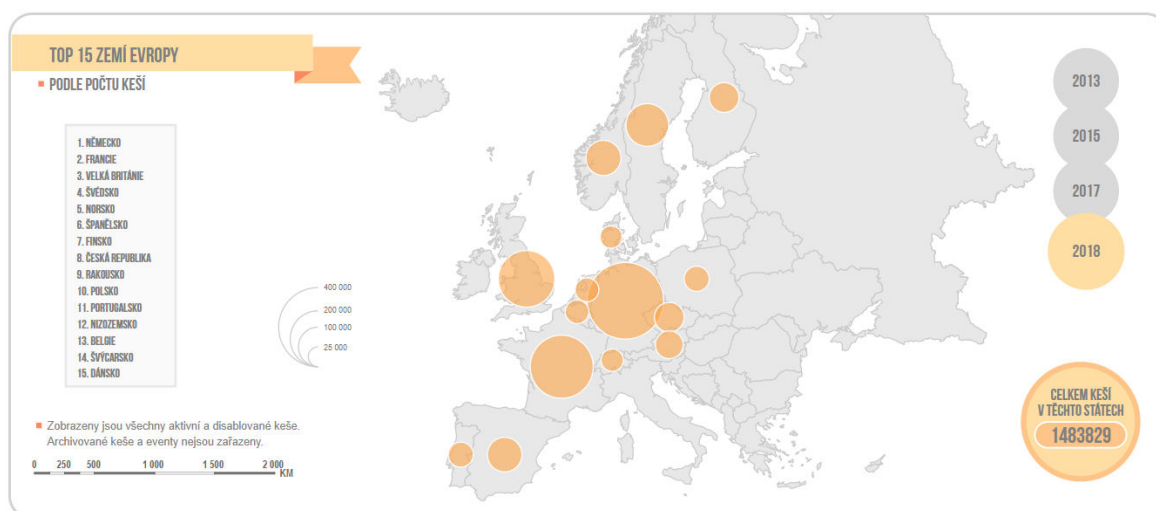 TOP 15 ZEMÍ EVROPY
PODLE POČTU KEŠÍ
1. NĚMECKO
2. FRANCIE
3. VELKÁ BRITÁNIE
4. ŠVÉDSKO
5. NORSKO
6. ŠPANĚLSKO
7. FINSKO
8. ČESKÁ REPUBLIKA
9. RAKOUSKO
10. POLSKO
11. PORTUGALSKO
12. NIZOZEMSKO
13. BELGIE
14. ŠVÝCARSKO
15. DÁNSKO
400 000
200 000
100 000
25 000
Zobrazeny jsou všechny aktivní a disablované keše.
Archivované keše a eventy nejsou zařazeny.
0 250 500 1 000 1 500 2 000
KM
2013
2015
2017
2018
CELKEM KEŠÍ
V TĚCHTO STÁTECH
1483829